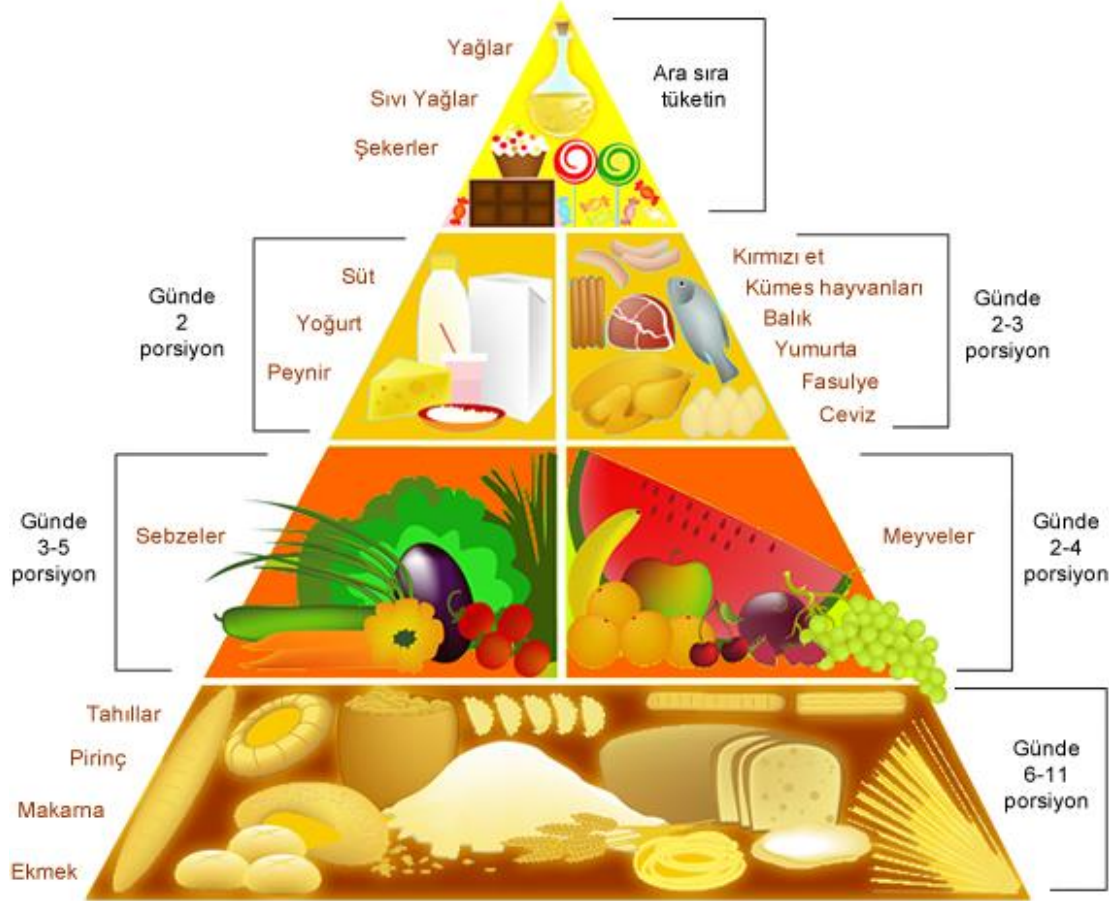 Yağlar
Sıvı Yağlar
Şekerler
Ara sıra
tüketin
Günde
2
porsiyon
Süt
Yoğurt
Peynir
Kırmızı et
Kümes hayvanları
Balık
Yumurta
Fasulye
Ceviz
Günde
2-3
porsiyon
Günde
3-5
porsiyon
Sebzeler
Meyveler
Günde
2-4
porsiyon
Tahıllar
Pirinç
Makarna
Ekmek
Günde
6-11
porsiyon